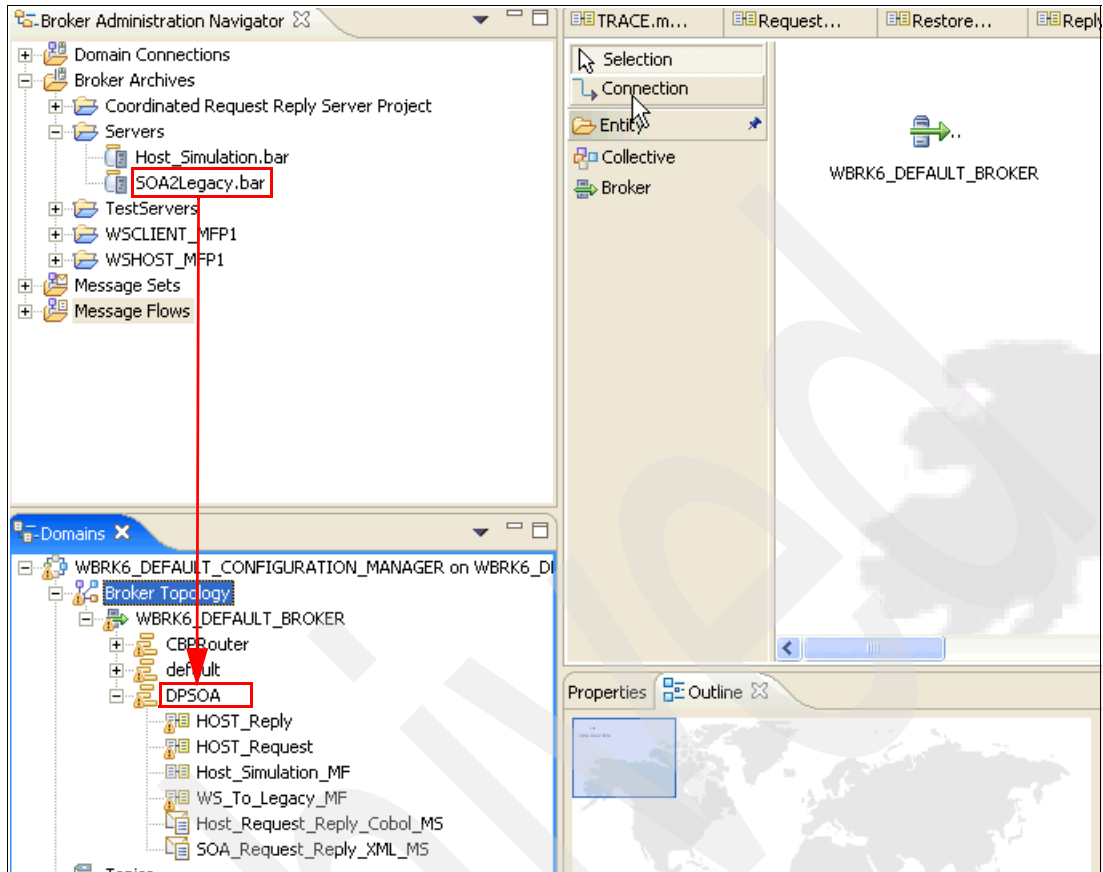 Broker Administration Navigator
Domain Connections
Broker Archives
Coordinated Request Reply Server Project
Servers
Host_Simulation.bar
SOA2Legacy.bar
TestServers
WSCLIENT_MFP1
WSHOST_MFP1
Message Sets
Message Flows
Domains
WBRK6_DEFAULT_CONFIGURATION_MANAGER on WBRK6_D
Broker Topology
WBRK6_DEFAULT_BROKER
CBPRouter
default
DPSOA
HOST_Reply
HOST_Request
Host_Simulation_MF
WS_To_Legacy_MF
Host_Request_Reply_Cobol_MS
SOA_Request_Reply_XML_MS
TRACE.m... Request... Restore... Reply
Selection
Connection
Entity
Collective
Broker
..
WBRK6_DEFAULT_BROKER
Properties Outline